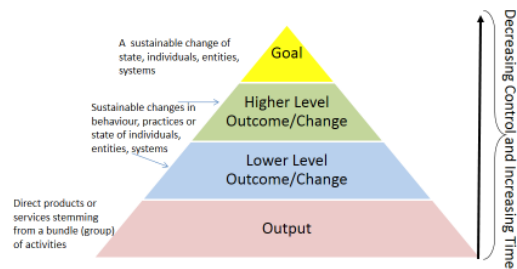 A sustainable change of
state, individuals, entities,
systems
Goal
Sustainable changes in
behaviour, practices or
state of individuals,
entities, systems
Higher Level
Outcome/Change
Lower Level
Outcome/Change
Direct products or
services stemming
from a bundle (group)
of activities
Output
Decreasing Control and Increasing Time